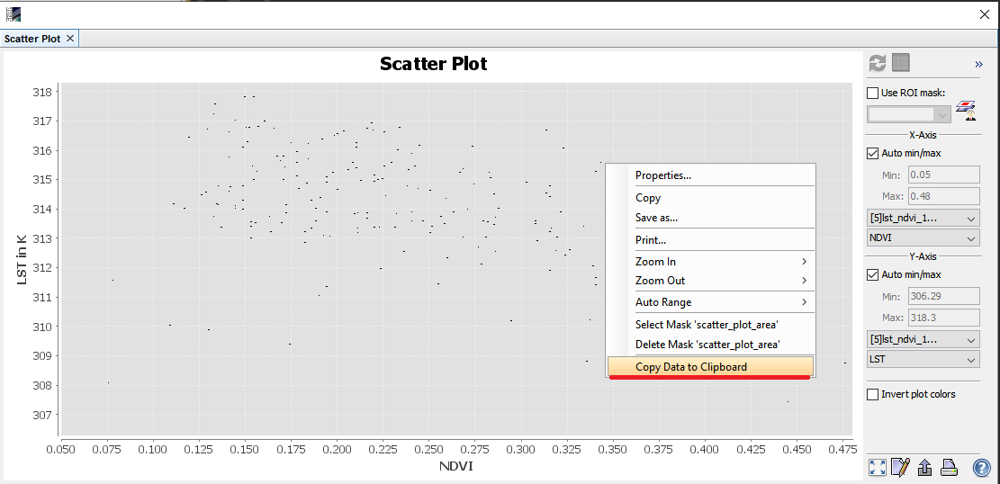 Scatter Plot
Scatter Plot
318
317
316
315
314
313
312
311
310
309
308
307
LST in K
0.050 0.075 0.100 0.125 0.150 0.175 0.200 0.225 0.250 0.275 0.300 0.325 0.350 0.375 0.400 0.425 0.450 0.475
NDVI
Properties...
Copy
Save as...
Print...
Zoom In
Zoom Out
Auto Range
Select Mask 'scatter_plot_area'
Delete Mask 'scatter_plot_area'
Copy Data to Clipboard
Use ROI mask:
X-Axis
Auto min/max
Min: 0.05
Max: 0.48
[5]lst_ndvi_1...
NDVI
Y-Axis
Auto min/max
Min: 306.29
Max: 318.3
[5]lst_ndvi_1...
LST
Invert plot colors